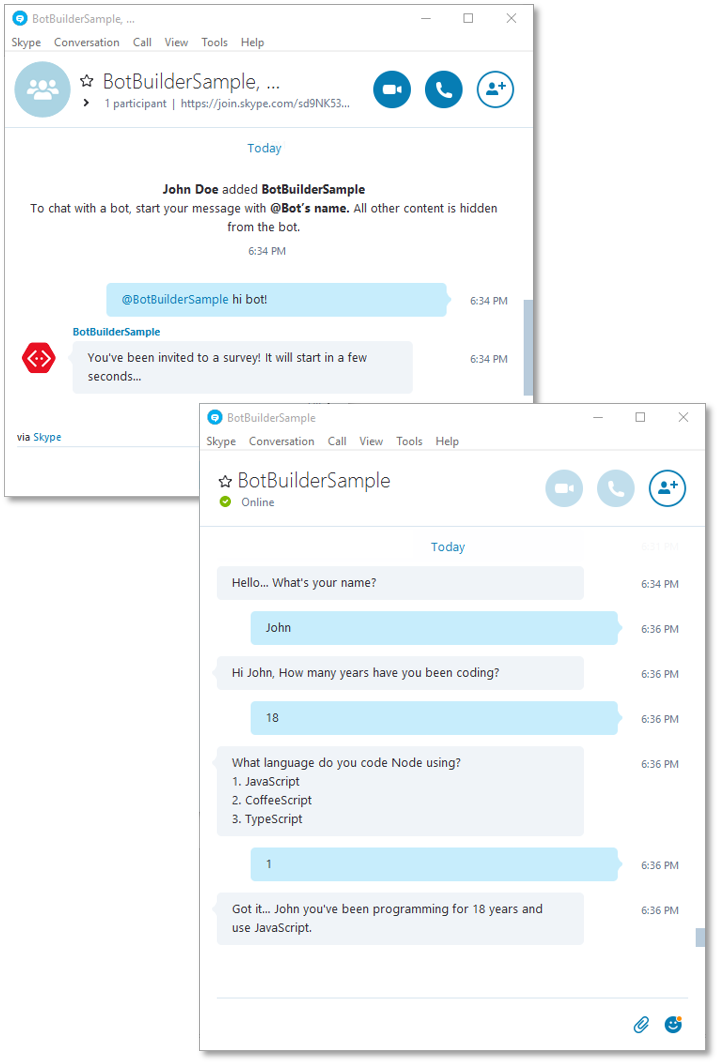 BotBuilderSample, ...
Skype Conversation Call View Tools Help
BotBuilderSample, ...
1 participant | https://join.skype.com/sd9NK53...
Today
John Doe added BotBuilderSample
To chat with a bot, start your message with @Bot's name. All other content is hidden
from the bot.
6:34 PM
@BotBuilderSample hi bot!
6:34 PM
BotBuilderSample
You've been invited to a survey! It will start in a few
seconds...
6:34 PM
via Skype
BotBuilderSample
Skype Conversation Call View Tools Help
BotBuilderSample
Online
Today
Hello... What's your name?
6:34 PM
John
6:36 PM
Hi John, How many years have you been coding?
6:36 PM
18
6:36 PM
What language do you code Node using?
6:36 PM
1. JavaScript
2. CoffeeScript
3. TypeScript
1
6:36 PM
Got it... John you've been programming for 18 years and
use JavaScript.
6:36 PM